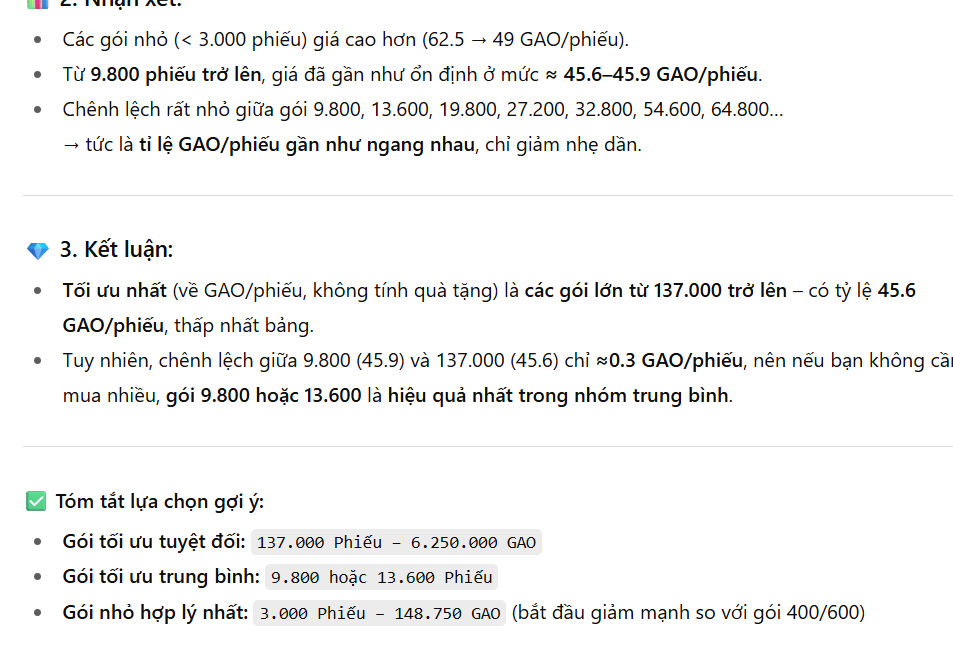 2. Nhận xét:
Các gói nhỏ (< 3.000 phiếu) giá cao hơn (62.5 → 49 GAO/phiếu).
Từ 9.800 phiếu trở lên, giá đã gần như ổn định ở mức ≈ 45.6–45.9 GAO/phiếu.
Chênh lệch rất nhỏ giữa gói 9.800, 13.600, 19.800, 27.200, 32.800, 54.600, 64.800…
→ tức là tỉ lệ GAO/phiếu gần như ngang nhau, chỉ giảm nhẹ dần.
3. Kết luận:
Tối ưu nhất (về GAO/phiếu, không tính quà tặng) là các gói lớn từ 137.000 trở lên – có tỷ lệ 45.6
GAO/phiếu, thấp nhất bảng.
Tuy nhiên, chênh lệch giữa 9.800 (45.9) và 137.000 (45.6) chỉ ≈0.3 GAO/phiếu, nên nếu bạn không
mua nhiều, gói 9.800 hoặc 13.600 là hiệu quả nhất trong nhóm trung bình.
Tóm tắt lựa chọn gợi ý:
Gói tối ưu tuyệt đối: 137.000 Phiếu – 6.250.000 GAO
Gói tối ưu trung bình: 9.800 hoặc 13.600 Phiếu
Gói nhỏ hợp lý nhất: 3.000 Phiếu – 148.750 GAO (bắt đầu giảm mạnh so với gói 400/600)